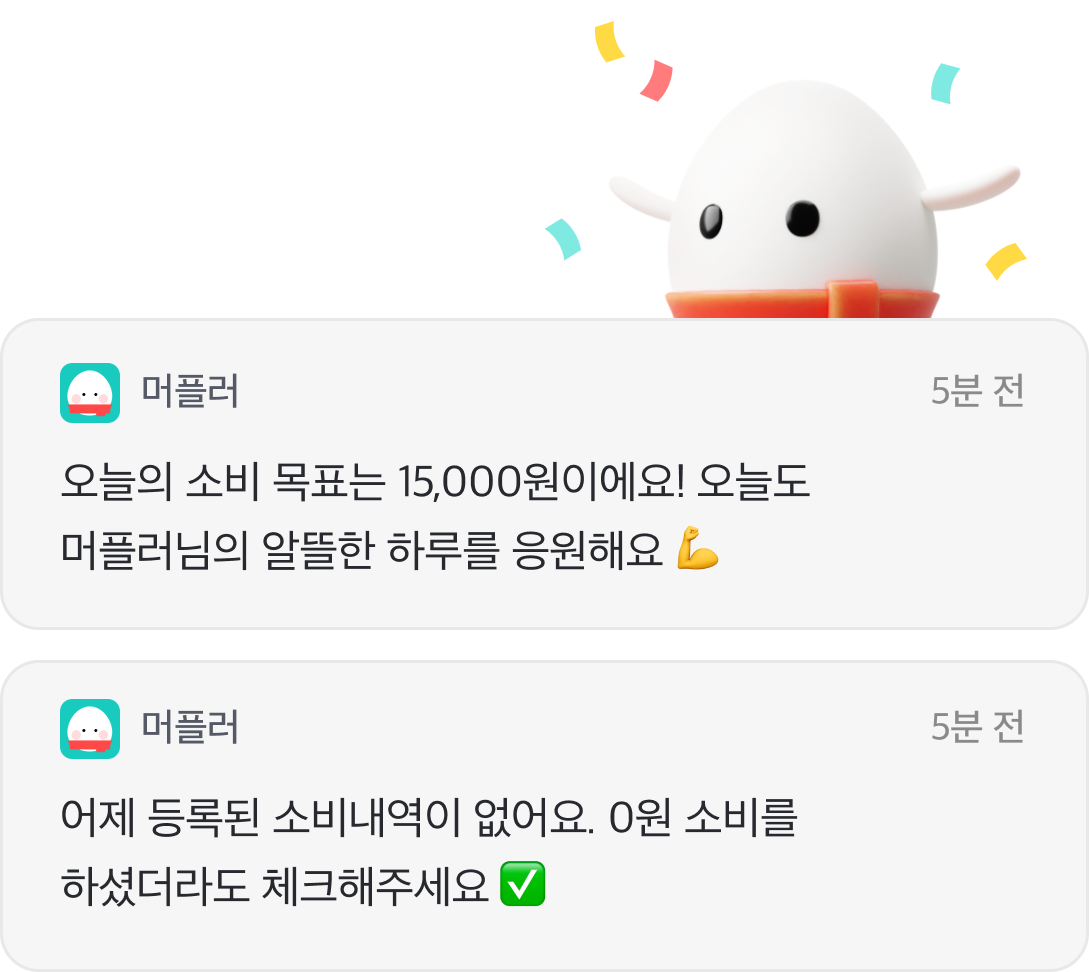 머플러
5분 전
오늘의 소비 목표는 15,000원이에요! 오늘도
머플러님의 알뜰한 하루를 응원해요 💪
머플러
5분 전
어제 등록된 소비내역이 없어요. 0원 소비를
하셨더라도 체크해주세요 ✅